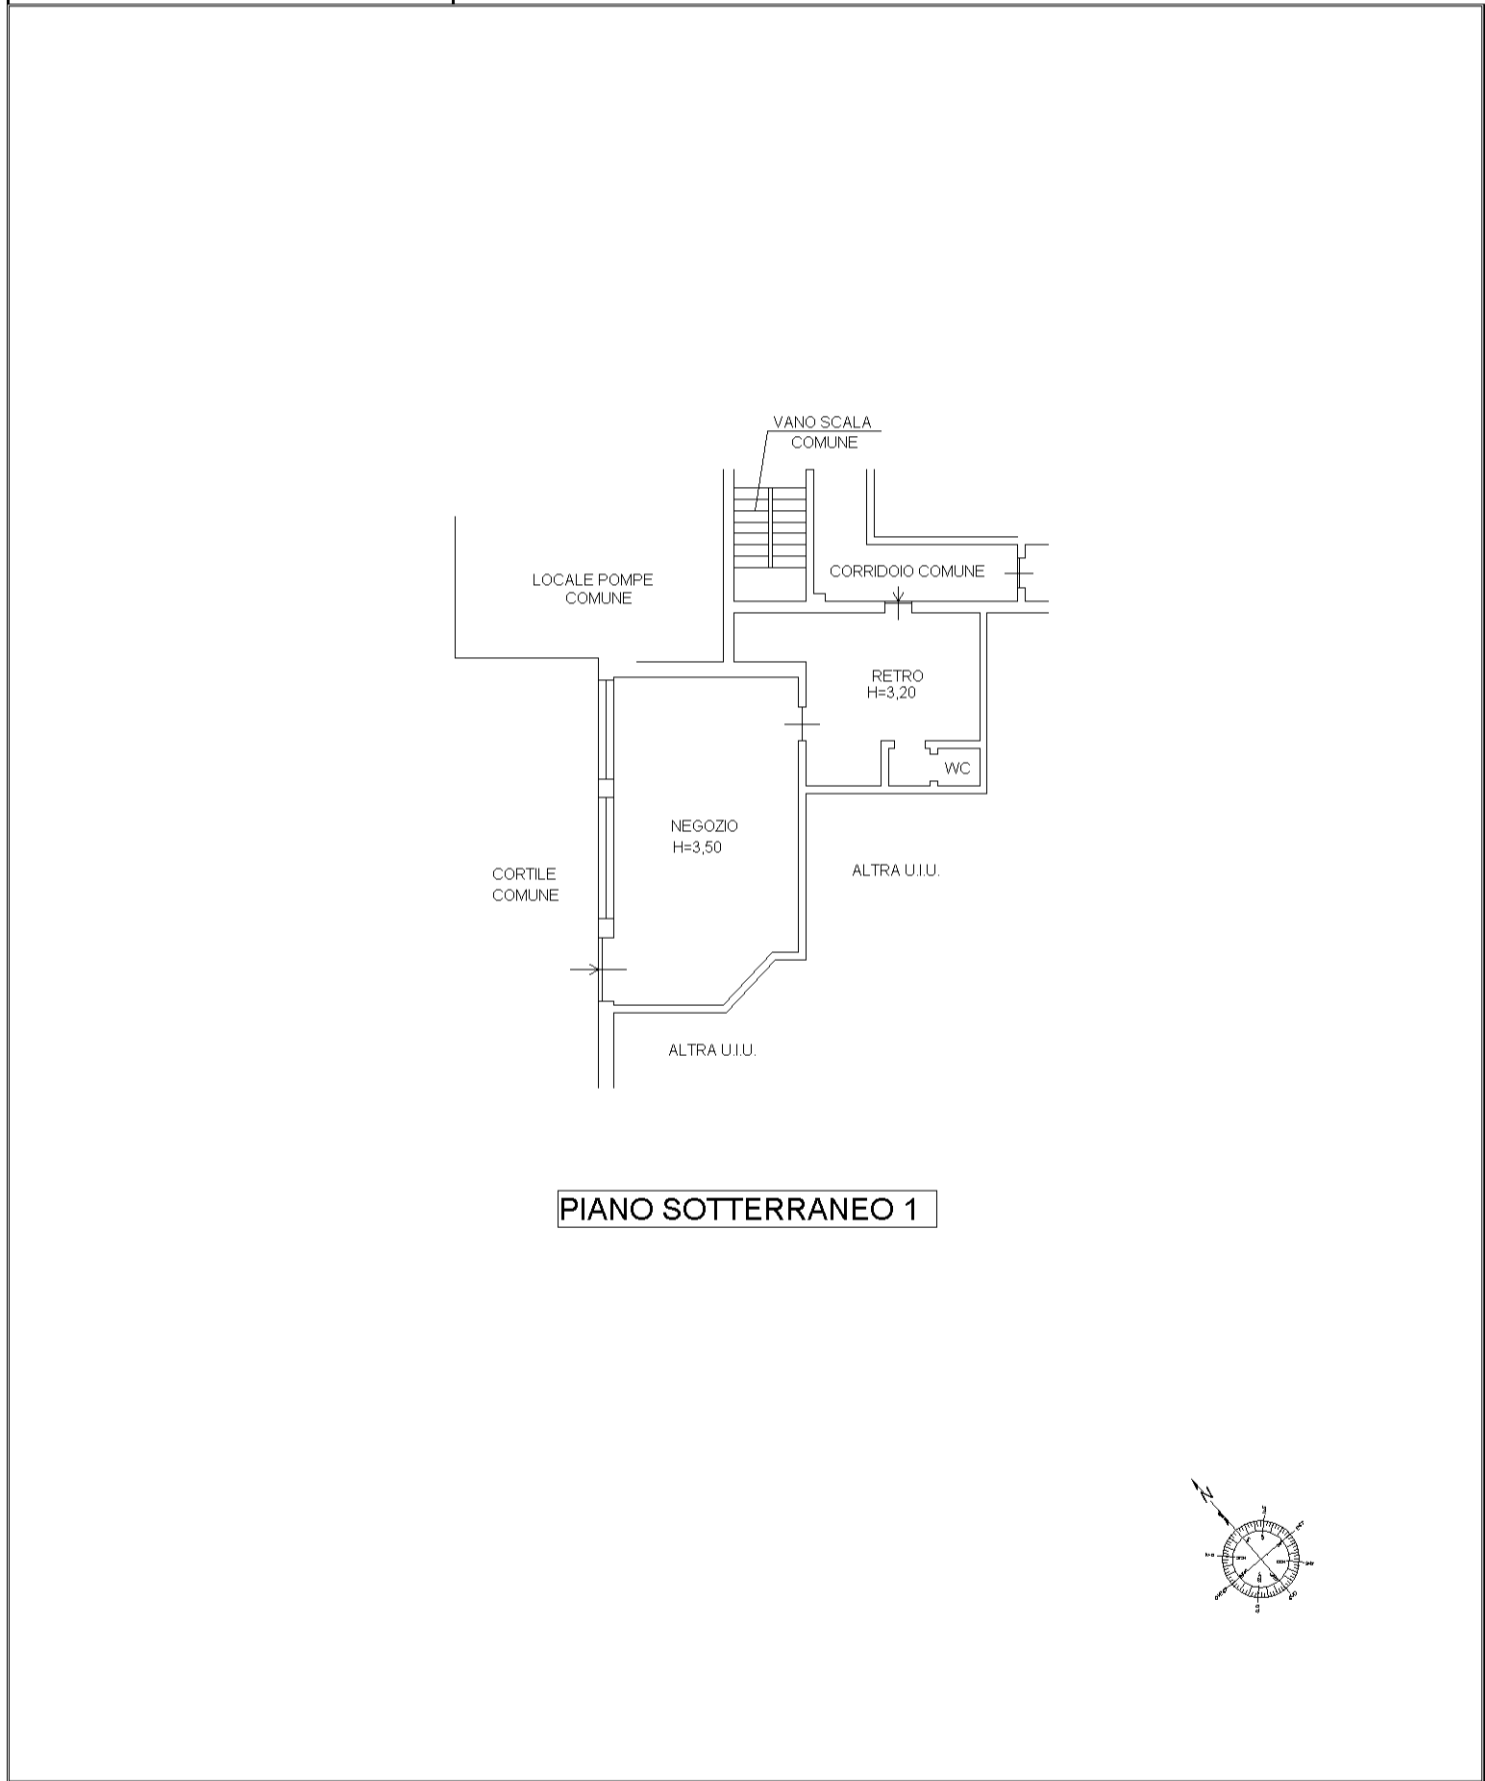 VANO SCALA
COMUNE
CORRIDOIO COMUNE
LOCALE POMPE
COMUNE
RETRO
H=3,20
WC
NEGOZIO
H=3,50
CORTILE
COMUNE
ALTRA U.I.U.
ALTRA U.I.U.
PIANO SOTTERRANEO 1
N